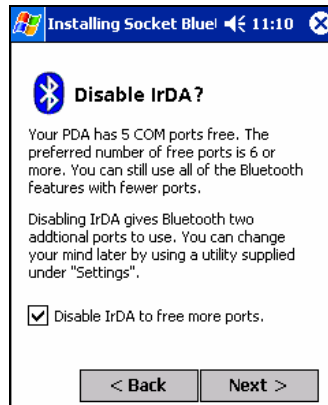 Installing Socket Blue 11:10
Disable IrDA?
Your PDA has 5 COM ports free. The
preferred number of free ports is 6 or
more. You can still use all of the Bluetooth
features with fewer ports.
Disabling IrDA gives Bluetooth two
addtional ports to use. You can change
your mind later by using a utility supplied
under "Settings".
Disable IrDA to free more ports.
< Back Next >